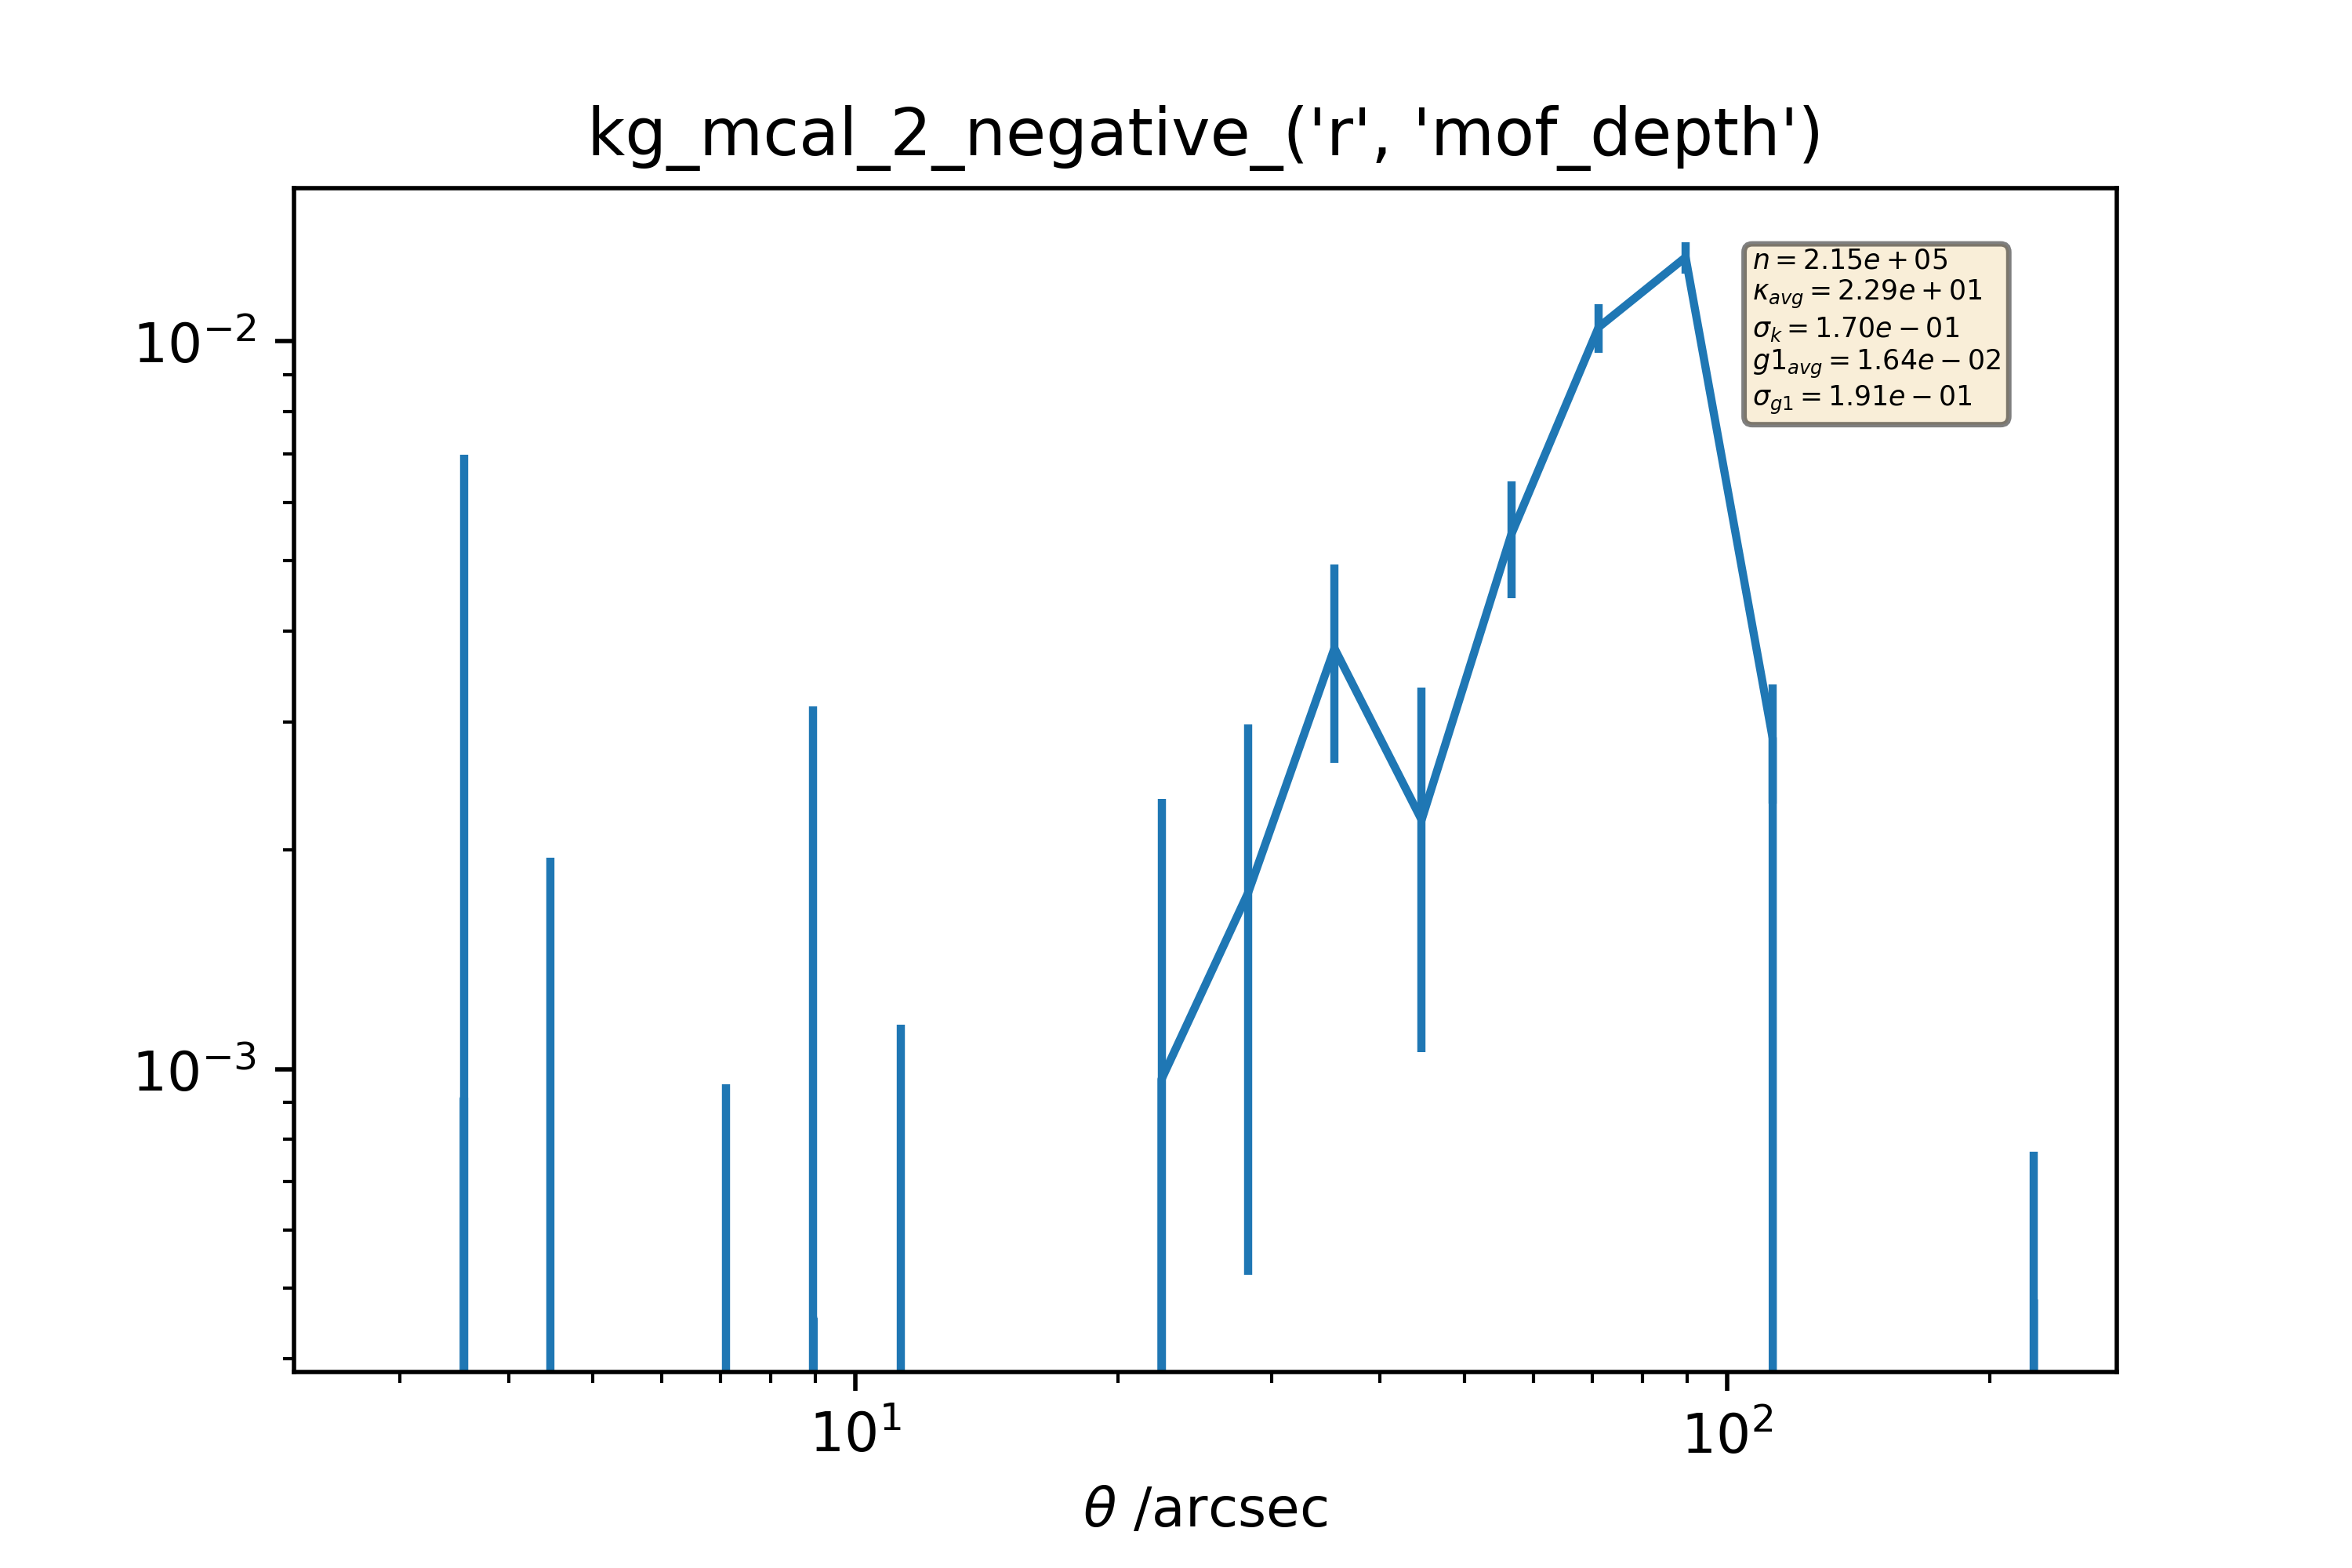 kg_mcal_2_negative_('r', 'mof_depth')
n = 2.15e + 05
κavg = 2.29e + 01
σk = 1.70e − 01
g1avg = 1.64e − 02
σg1 = 1.91e − 01
10−2
10−3
101
102
θ /arcsec